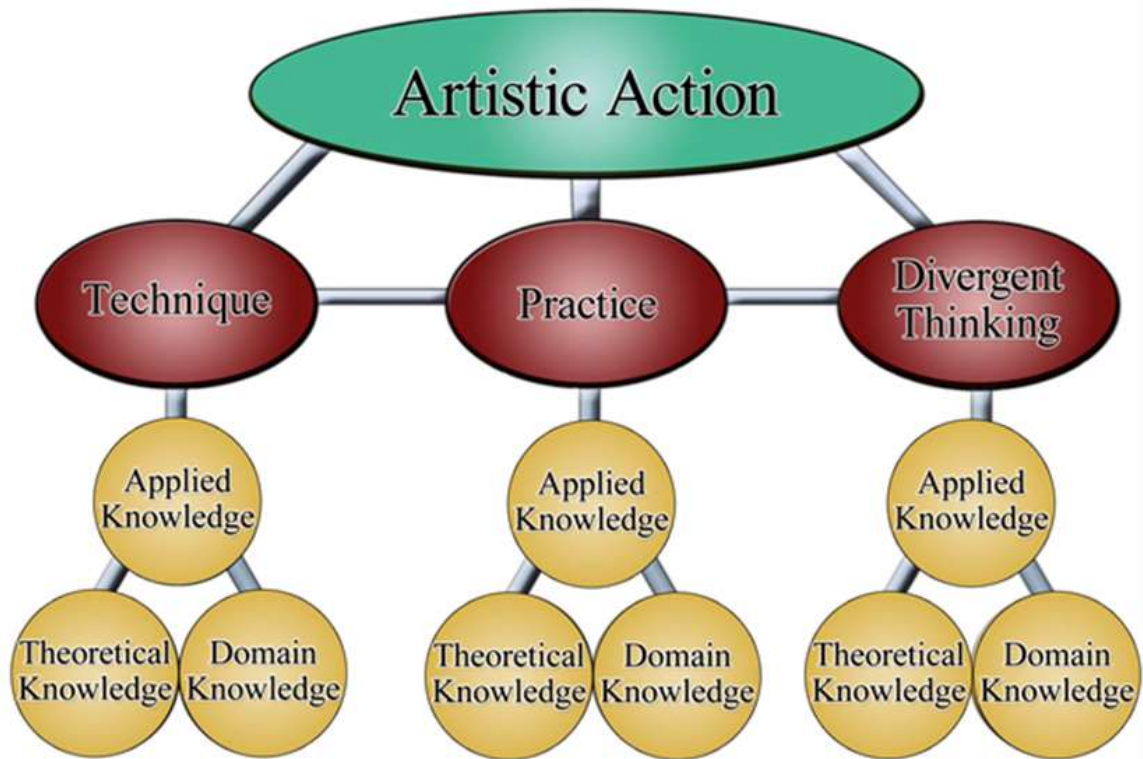 Artistic Action
Technique
Practice
Divergent
Thinking
Applied
Knowledge
Theoretical
Knowledge
Domain
Knowledge
Applied
Knowledge
Theoretical
Knowledge
Domain
Knowledge
Applied
Knowledge
Theoretical
Knowledge
Domain
Knowledge